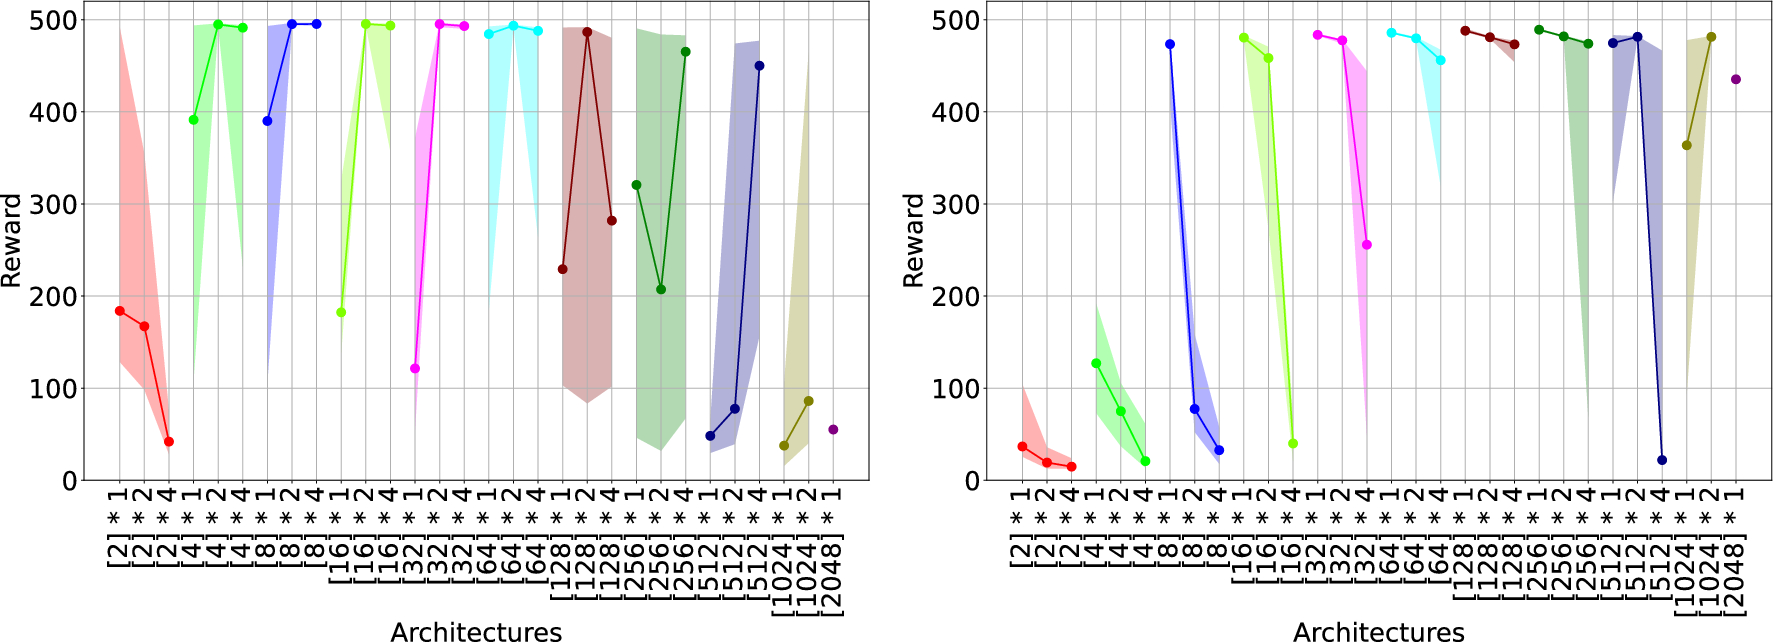 500
400
300
200
100
0
Reward
[2] * 1
[2] * 2
[2] * 4
[4] * 1
[4] * 2
[4] * 4
[8] * 1
[8] * 2
[8] * 4
[16] * 1
[16] * 2
[16] * 4
[32] * 1
[32] * 2
[32] * 4
[64] * 1
[64] * 2
[64] * 4
[128] * 1
[128] * 2
[128] * 4
[256] * 1
[256] * 2
[256] * 4
[512] * 1
[512] * 2
[512] * 4
[1024] * 1
[1024] * 2
[2048] * 1
Architectures
500
400
300
200
100
0
Reward
[2] * 1
[2] * 2
[2] * 4
[4] * 1
[4] * 2
[4] * 4
[8] * 1
[8] * 2
[8] * 4
[16] * 1
[16] * 2
[16] * 4
[32] * 1
[32] * 2
[32] * 4
[64] * 1
[64] * 2
[64] * 4
[128] * 1
[128] * 2
[128] * 4
[256] * 1
[256] * 2
[256] * 4
[512] * 1
[512] * 2
[512] * 4
[1024] * 1
[1024] * 2
[2048] * 1
Architectures